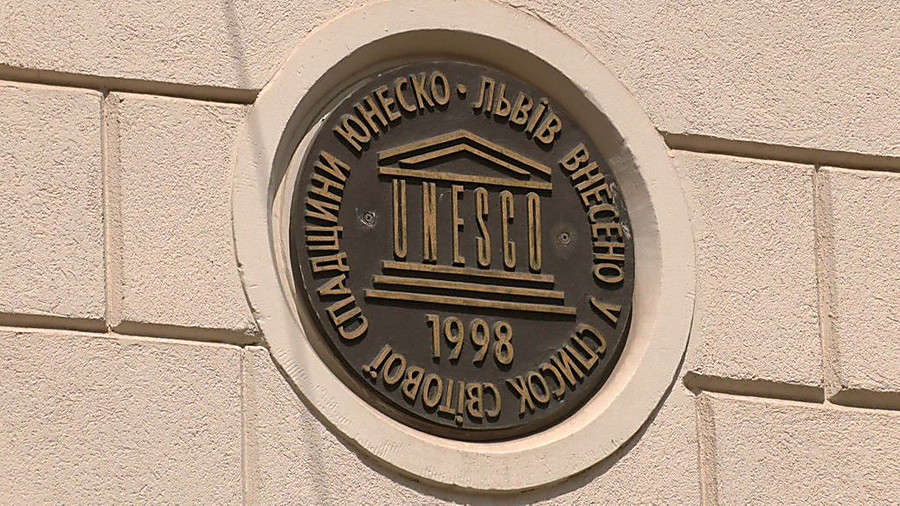 ЛЬВІВ ВНЕСЕНО У СПИСОК СВІТОВОЇ СПАДЩИНИ ЮНЕСКО •
UNESCO
1998